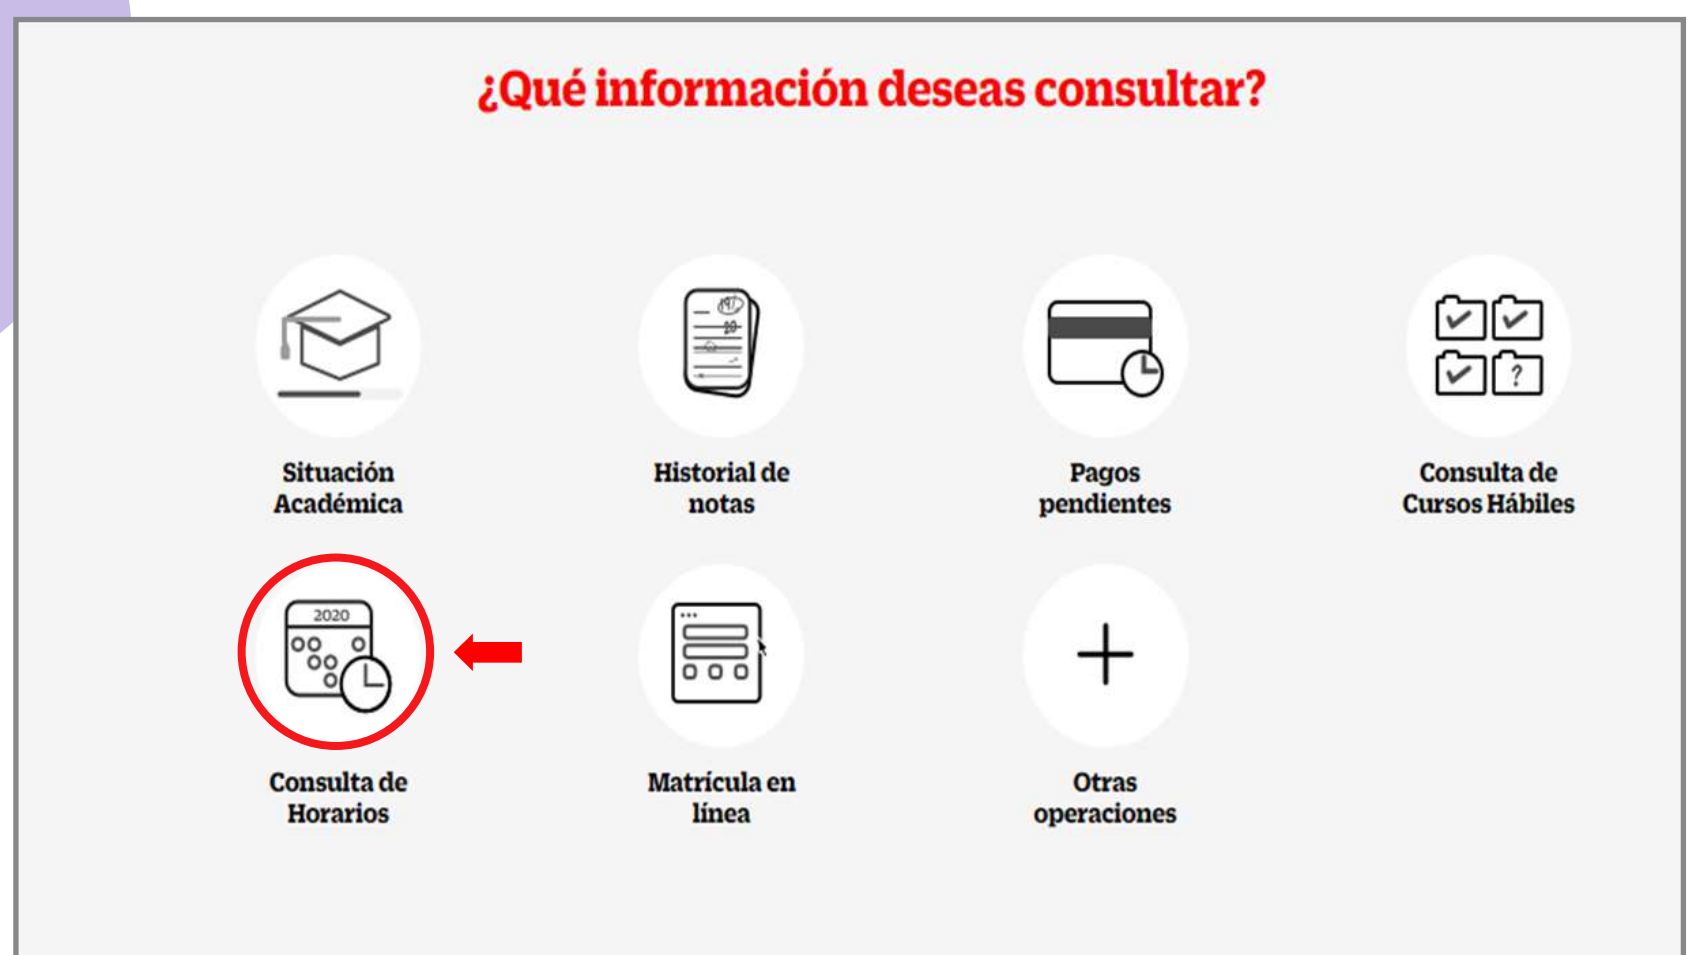 ¿Qué información deseas consultar?
Situación
Académica
Historial de
notas
Pagos
pendientes
?
Consulta de
Cursos Hábiles
2020
Consulta de
Horarios
Matrícula en
línea
Otras
operaciones